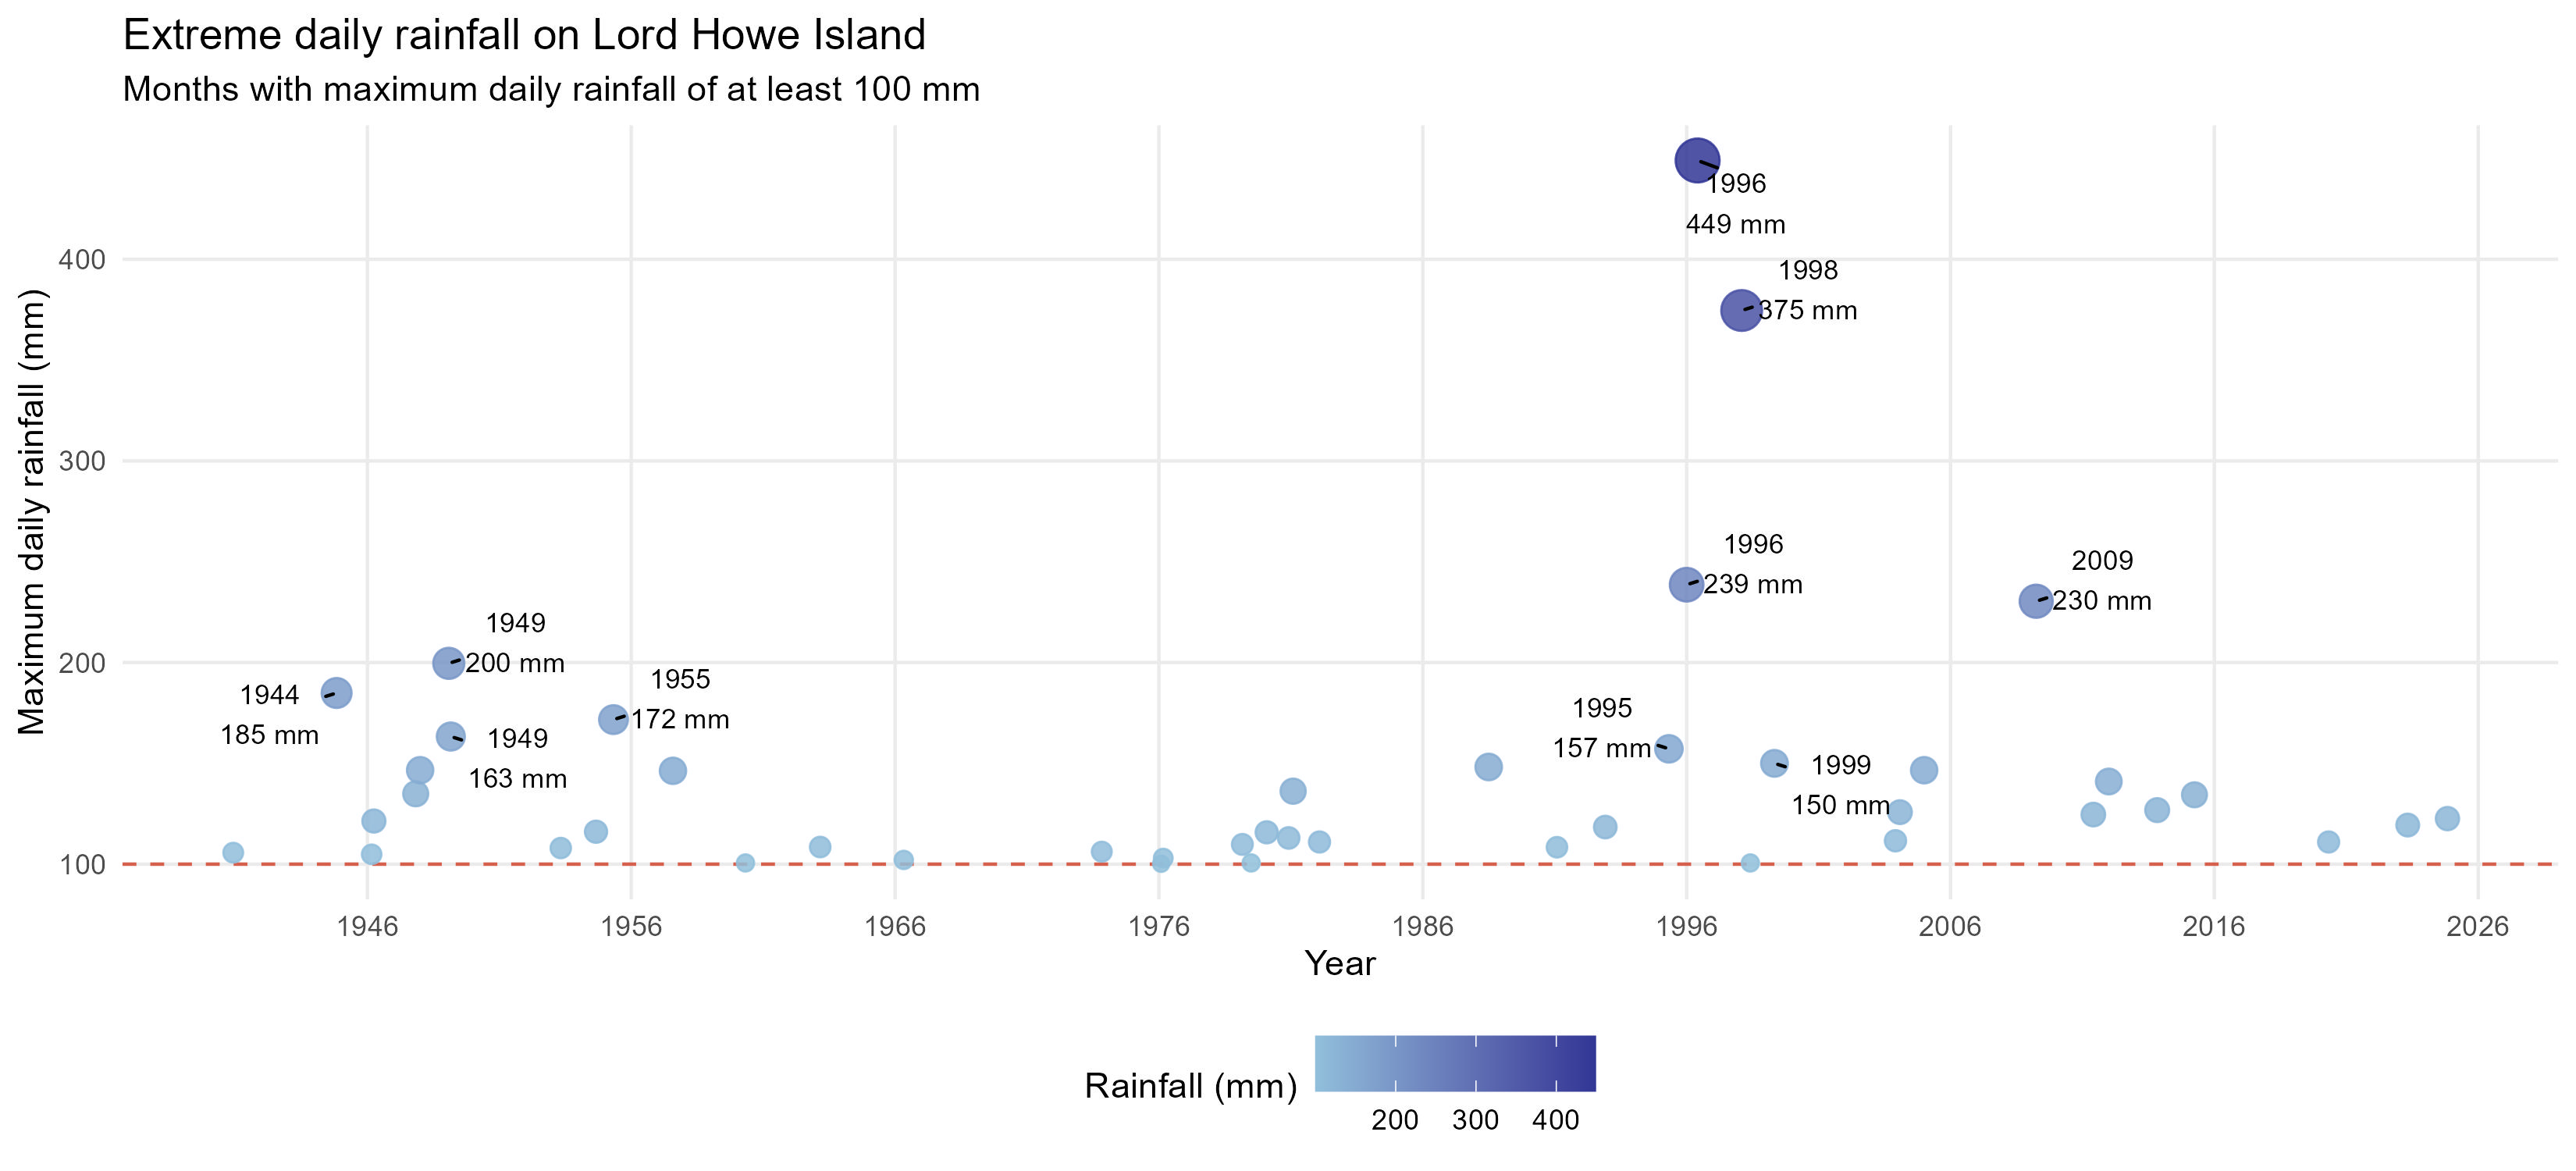 Extreme daily rainfall on Lord Howe Island
Months with maximum daily rainfall of at least 100 mm
Maximum daily rainfall (mm)
400
300
200
100
1996
449 mm
1998
375 mm
1996
239 mm
2009
230 mm
1949
200 mm
1944
185 mm
1955
172 mm
1949
163 mm
1995
157 mm
1999
150 mm
1946
1956
1966
1976
1986
1996
2006
2016
2026
Year
Rainfall (mm)
200
300
400